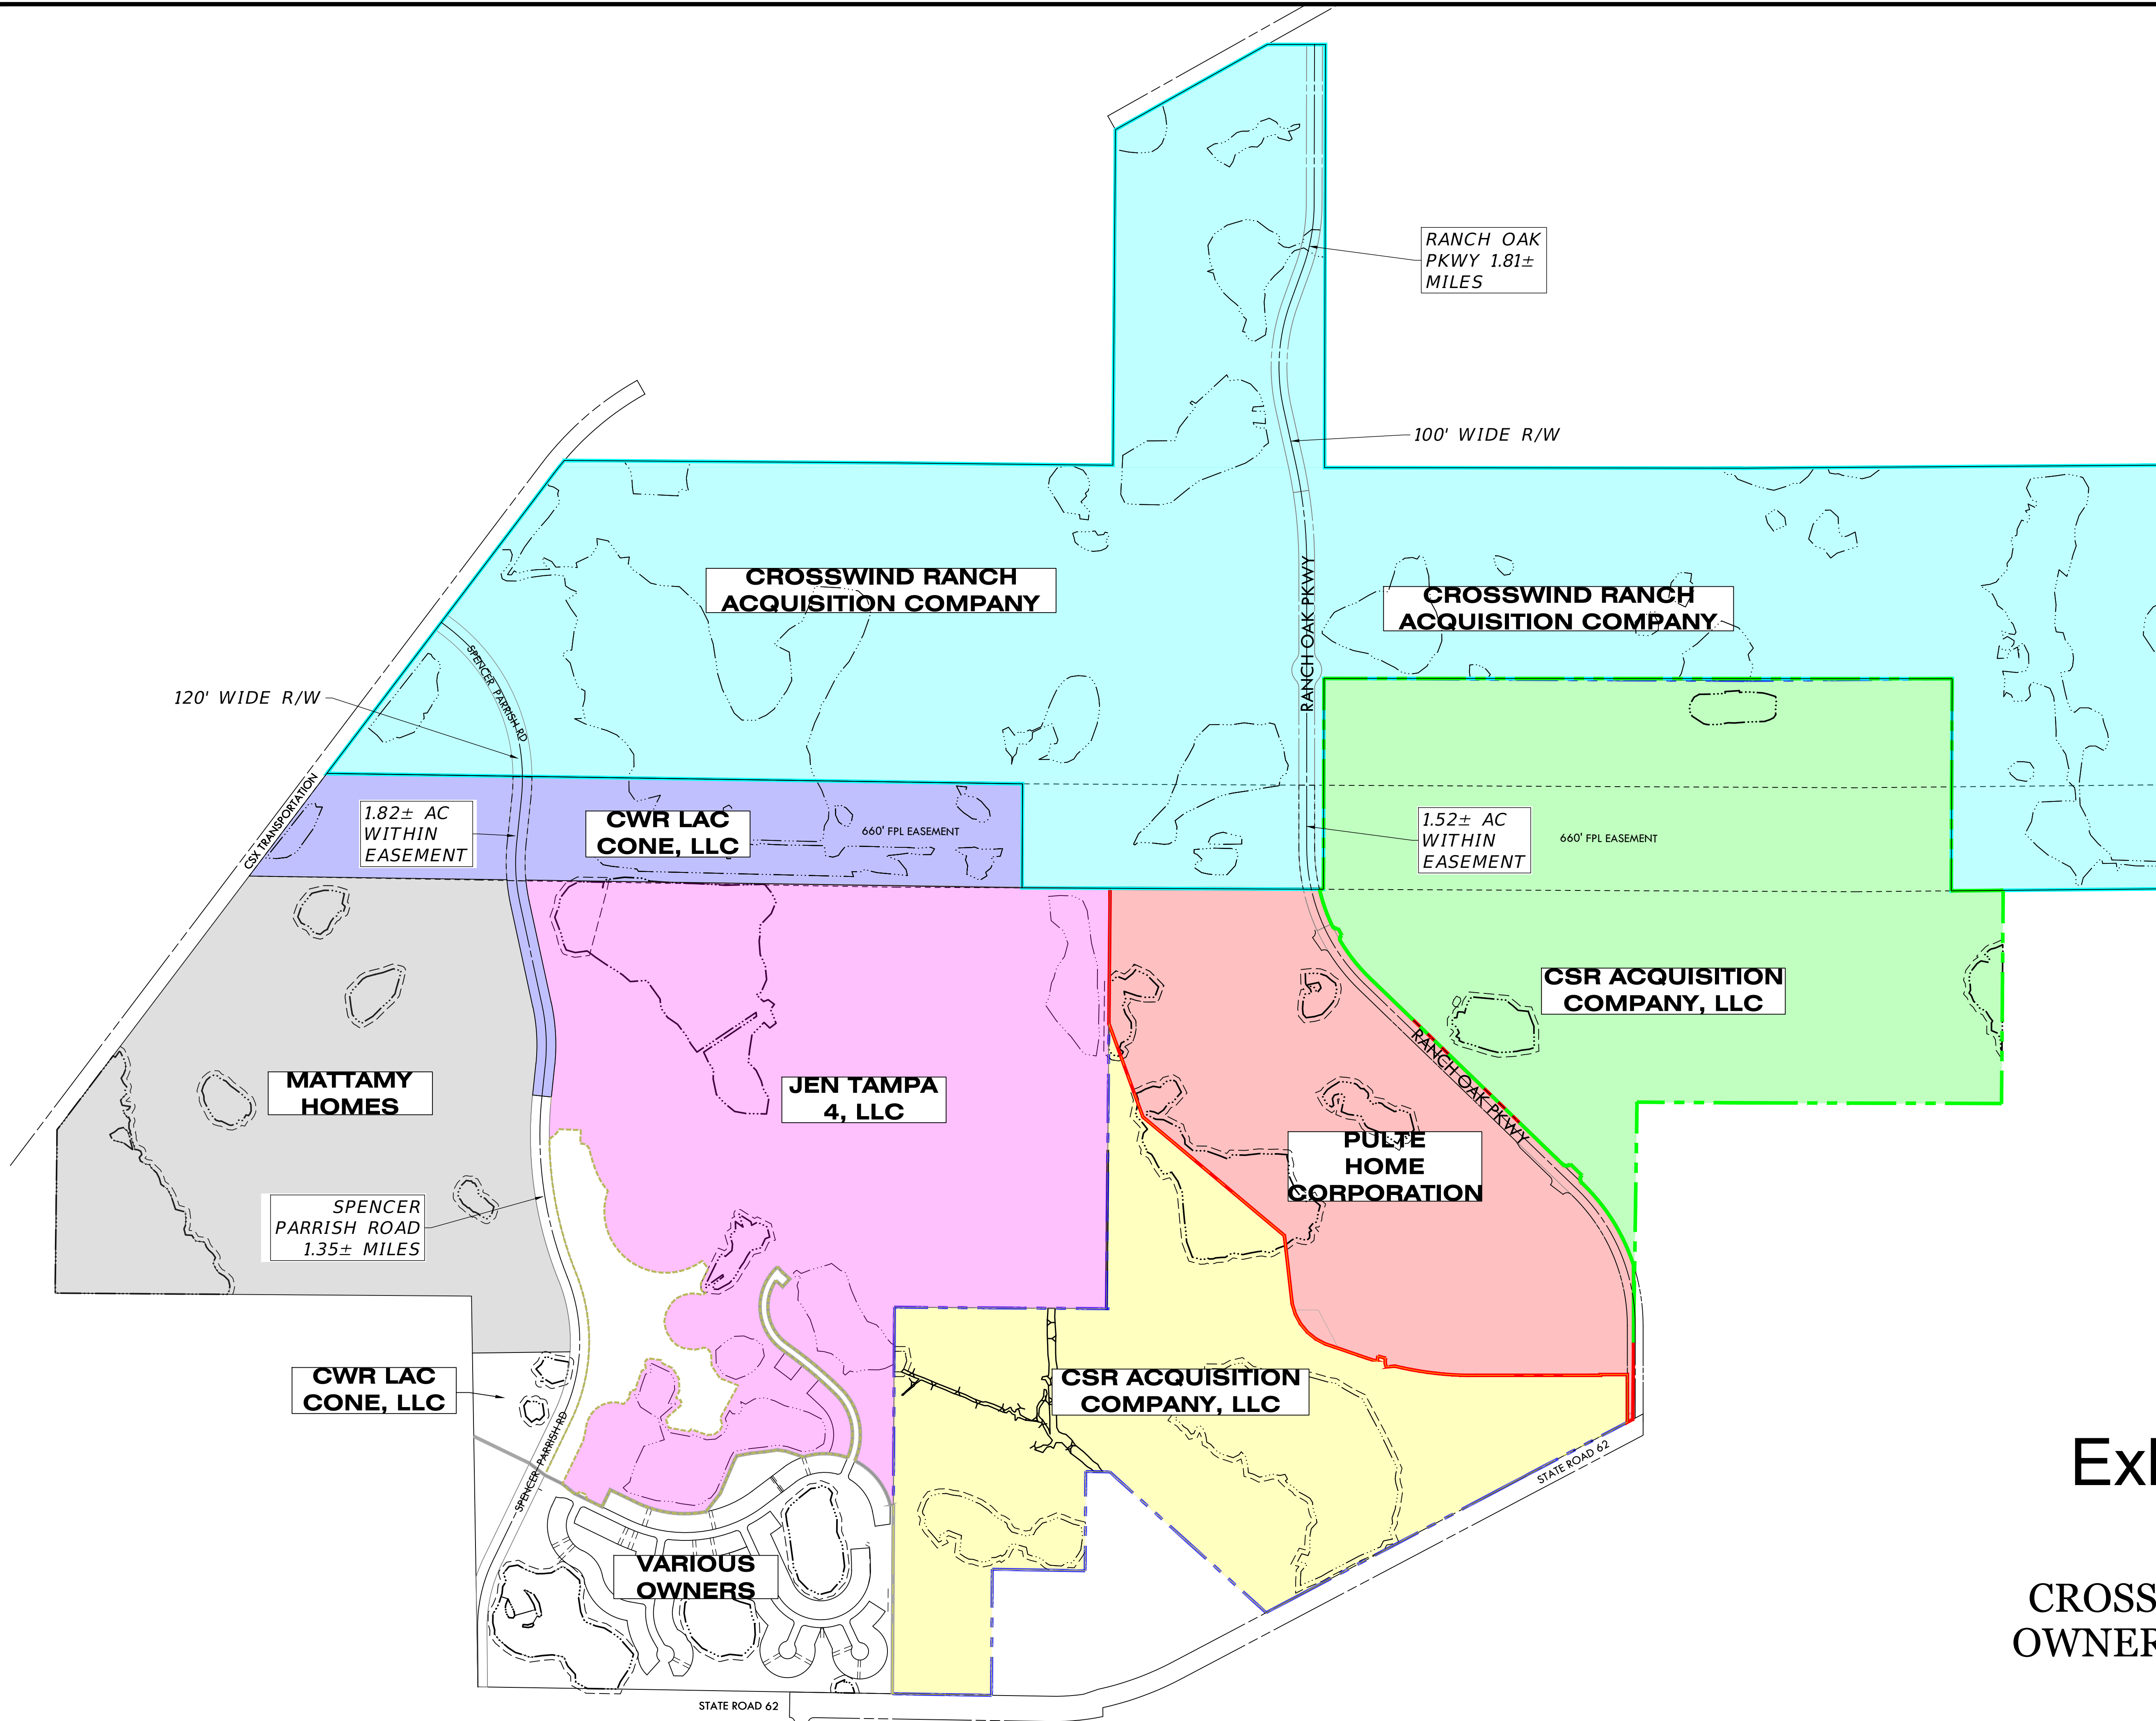 RANCH OAK
PKWY 1.81±
MILES
100' WIDE R/W
CROSSWIND RANCH
ACQUISITION COMPANY
CROSSWIND RANCH
ACQUISITION COMPANY
RANCH OAK PKWY
SPENCER PARRISH RD
120' WIDE R/W
CSX TRANSPORTATION
1.82± AC
WITHIN
EASEMENT
CWR LAC
CONE, LLC
660' FPL EASEMENT
1.52± AC
WITHIN
EASEMENT
660' FPL EASEMENT
CSR ACQUISITION
COMPANY, LLC
MATTAMY
HOMES
JEN TAMPA
4, LLC
RANCH OAK PKWY
PULTE
HOME
CORPORATION
SPENCER
PARRISH ROAD
1.35± MILES
CWR LAC
CONE, LLC
CSR ACQUISITION
COMPANY, LLC
SPENCER PARRISH RD
STATE ROAD 62
VARIOUS
OWNERS
STATE ROAD 62
CROSS
OWNER